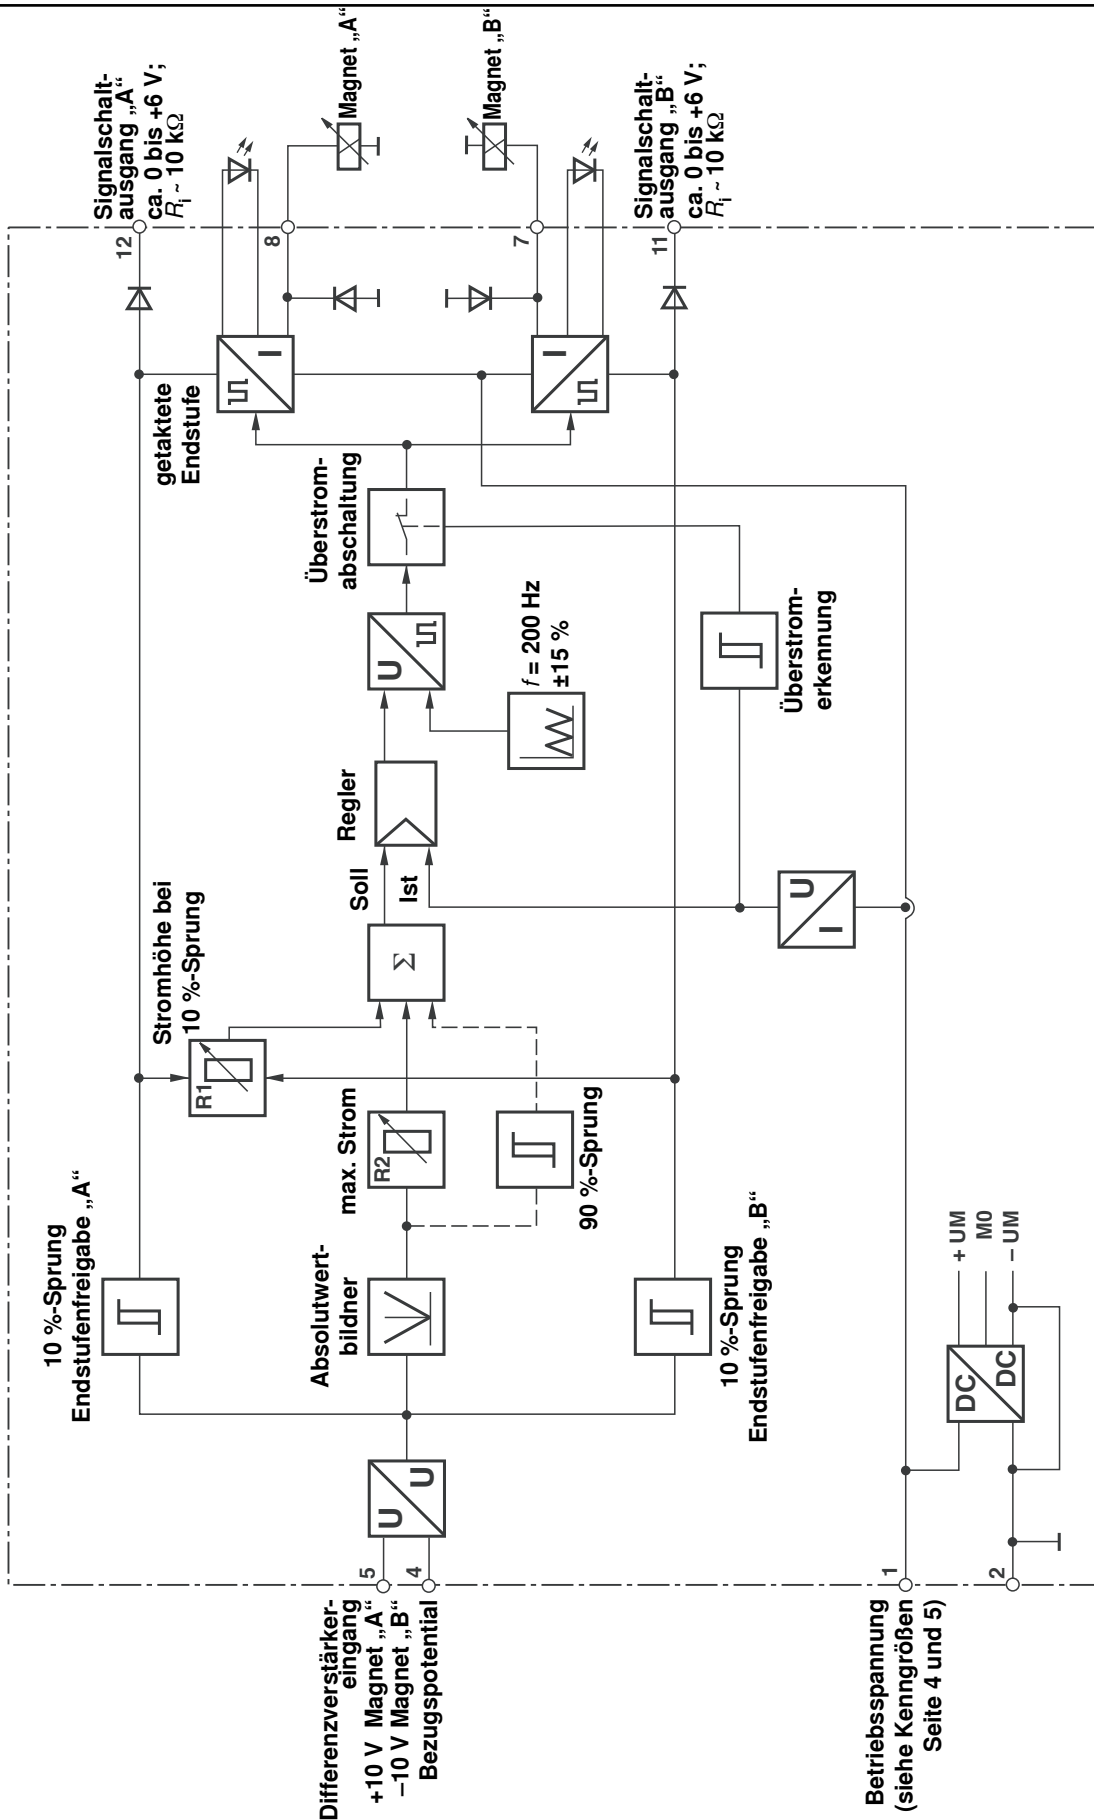 Differenzverstärker-
eingang
+10 V Magnet „A“
–10 V Magnet „B“
Bezugspotential
5
4
Betriebsspannung
(siehe Kenngrößen
Seite 4 und 5)
1
2
U
U
10 %-Sprung
Endstufenfreigabe „A“
Absolutwert-
bildner
10 %-Sprung
Endstufenfreigabe „B“
DC
DC
+ UM
M0
– UM
Stromhöhe bei
10 %-Sprung
R1
max. Strom
R2
90 %-Sprung
Σ
Soll
Ist
Regler
U
I
U
f = 200 Hz
±15 %
Überstrom-
abschaltung
Überstrom-
erkennung
getaktete
Endstufe
I
I
12
8
7
11
Signalschalt-
ausgang „A“
ca. 0 bis +6 V;
Ri ~ 10 kΩ
Magnet „A“
Magnet „B“
Signalschalt-
ausgang „B“
ca. 0 bis +6 V;
Ri ~ 10 kΩ